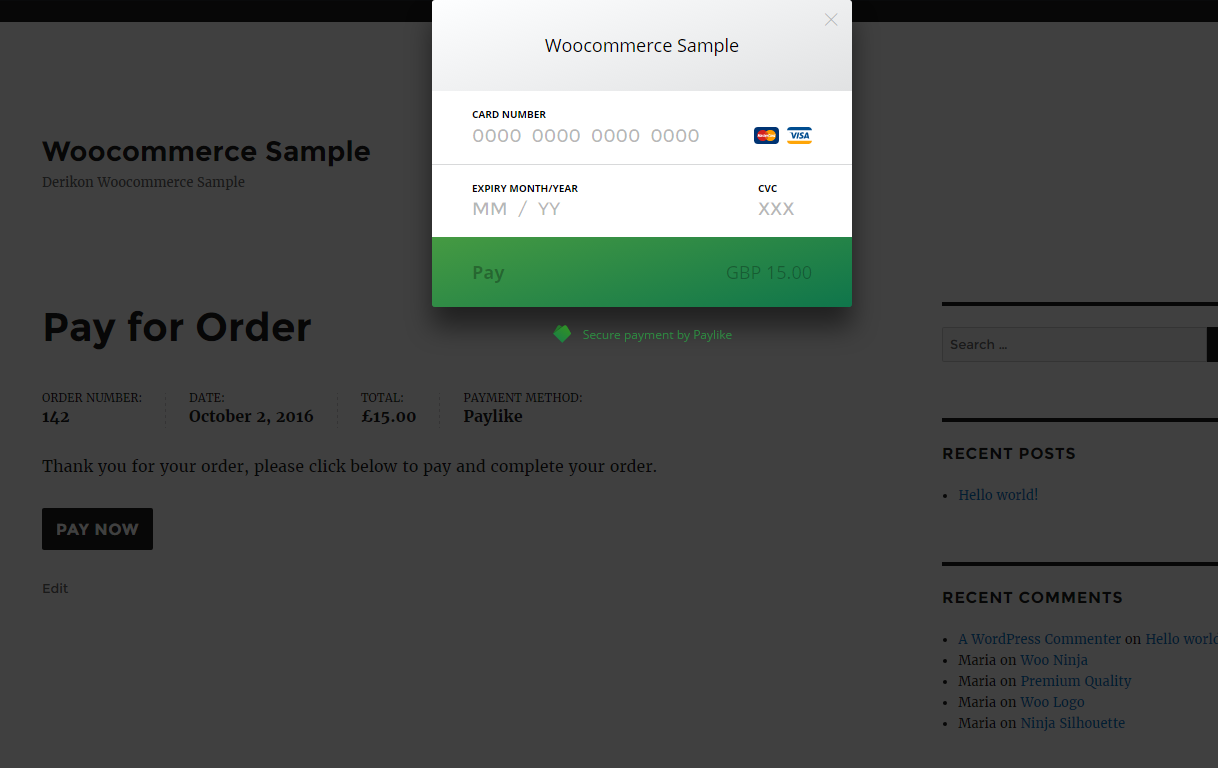 Woocommerce Sample
CARD NUMBER
0000 0000 0000 0000
MasterCard VISA
EXPIRY MONTH/YEAR CVC
MM / YY XXX
Pay GBP 15.00
Secure payment by Paylike
Woocommerce Sample
Derikon Woocommerce Sample
Pay for Order
ORDER NUMBER: DATE: TOTAL: PAYMENT METHOD:
142 October 2, 2016 £15.00 Paylike
Thank you for your order, please click below to pay and complete your order.
PAY NOW
Edit
Search ...
RECENT POSTS
Hello world!
RECENT COMMENTS
A WordPress Commenter on Hello worl
Maria on Woo Ninja
Maria on Premium Quality
Maria on Woo Logo
Maria on Ninja Silhouette